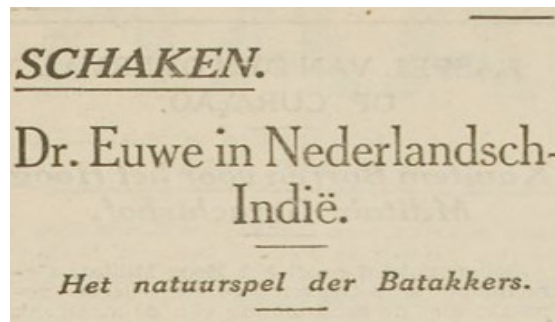 SCHAKEN.
Dr. Euwe in Nederlandsch-
Indië.
Het natuurspel der Batakkers.